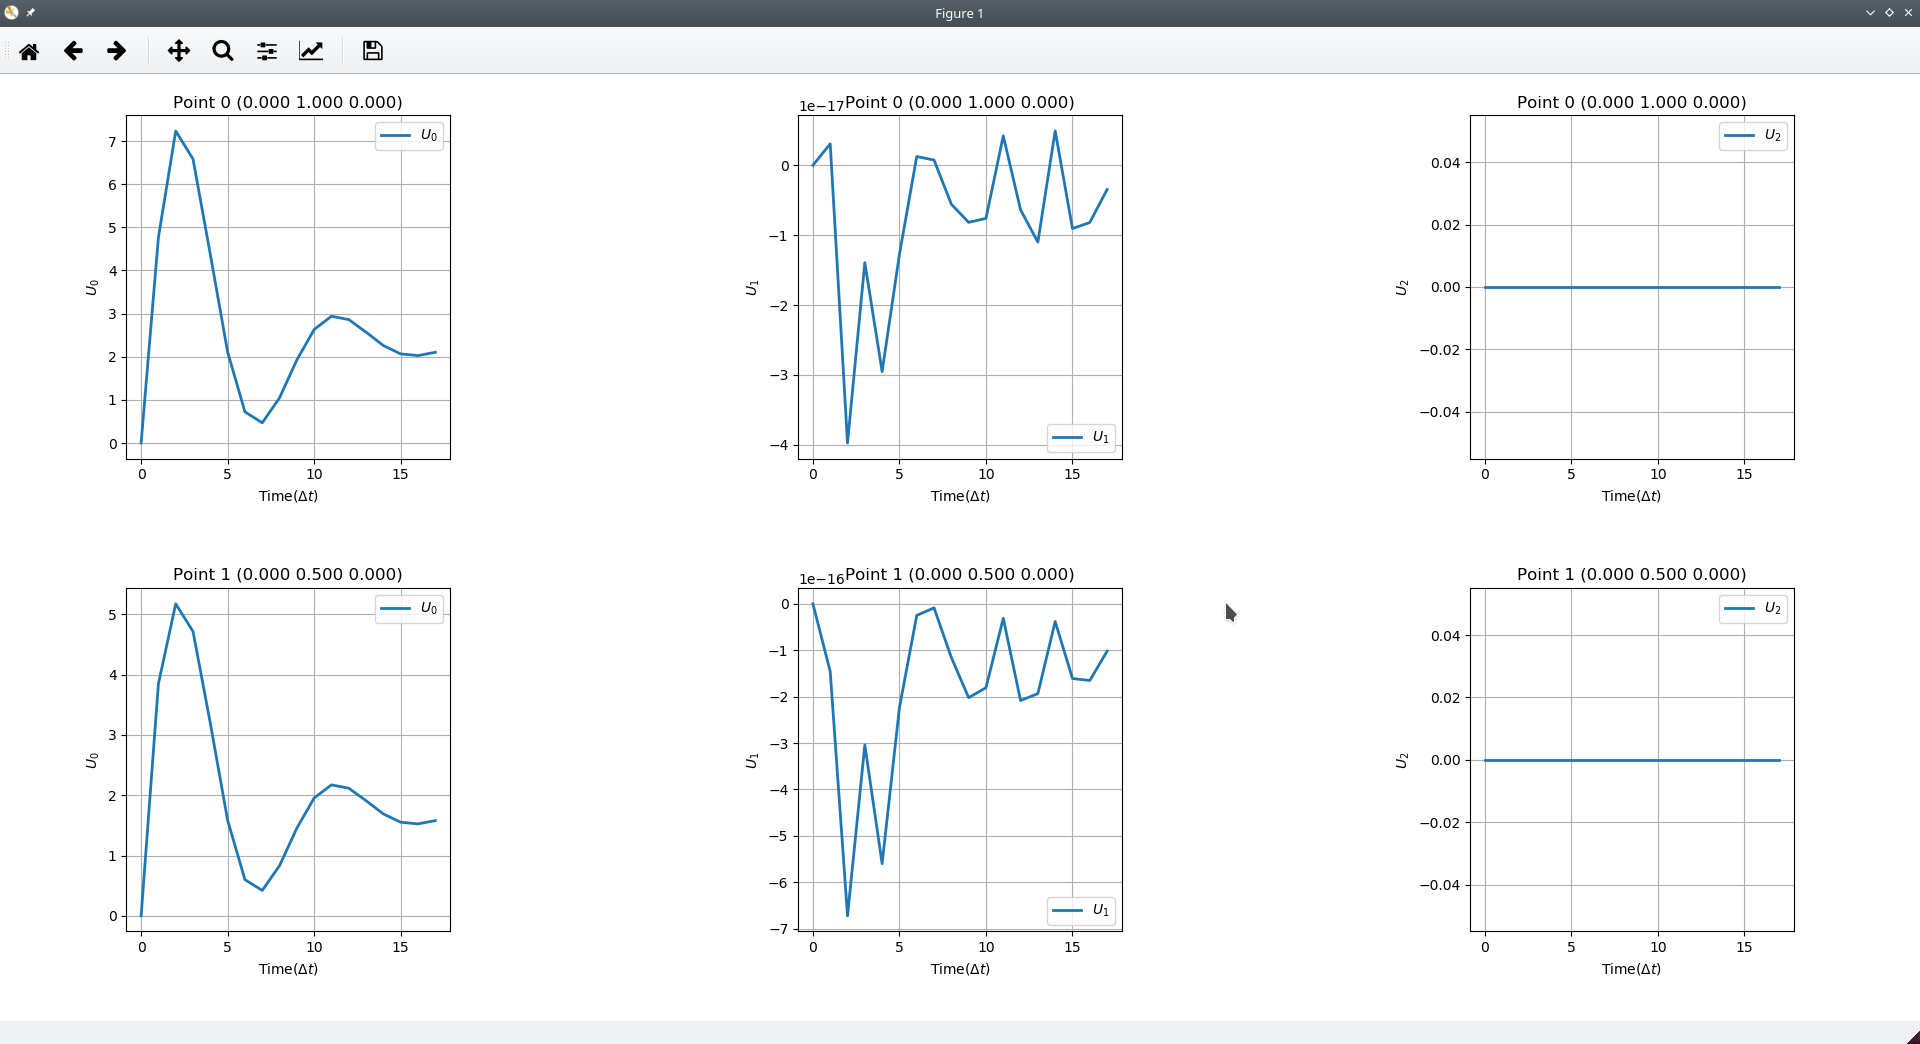 Figure 1
Point 0 (0.000 1.000 0.000)
U₀
7
6
5
4
3
2
1
0
U₀
0 5 10 15
Time(Δt)
1e−17 Point 0 (0.000 1.000 0.000)
0
−1
−2
−3
−4
U₁
U₁
0 5 10 15
Time(Δt)
Point 0 (0.000 1.000 0.000)
U₂
0.04
0.02
0.00
−0.02
−0.04
U₂
0 5 10 15
Time(Δt)
Point 1 (0.000 0.500 0.000)
U₀
5
4
3
2
1
0
U₀
0 5 10 15
Time(Δt)
1e−16 Point 1 (0.000 0.500 0.000)
0
−1
−2
−3
−4
−5
−6
−7
U₁
U₁
0 5 10 15
Time(Δt)
Point 1 (0.000 0.500 0.000)
U₂
0.04
0.02
0.00
−0.02
−0.04
U₂
0 5 10 15
Time(Δt)